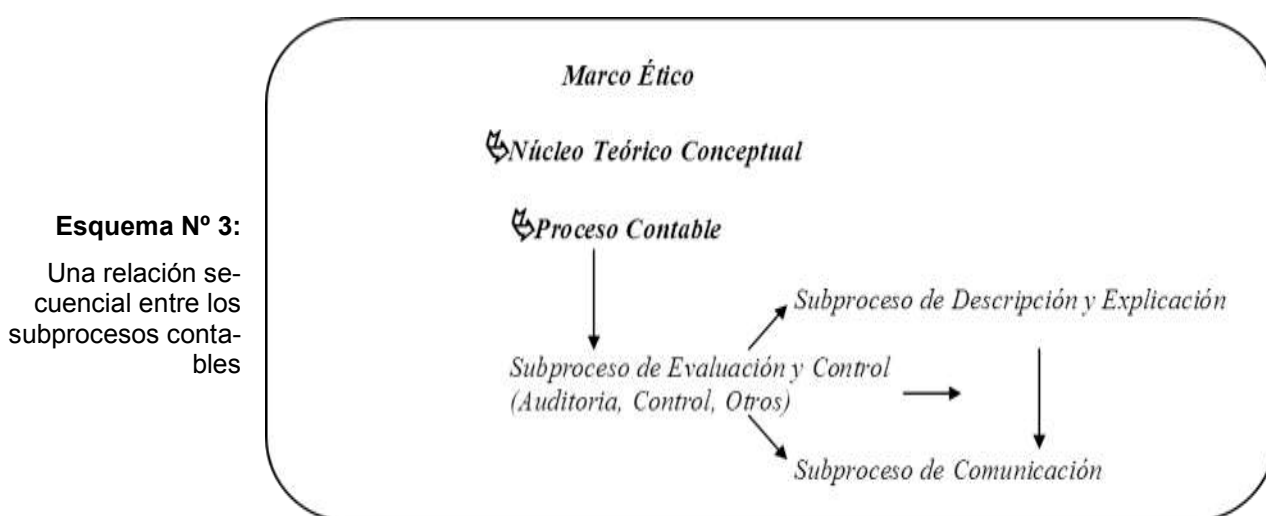 Esquema Nº 3:
Una relación se-
cuencial entre los
subprocesos conta-
bles
Marco Ético
Núcleo Teórico Conceptual
Proceso Contable
Subproceso de Descripción y Explicación
Subproceso de Evaluación y Control
(Auditoria, Control, Otros)
Subproceso de Comunicación